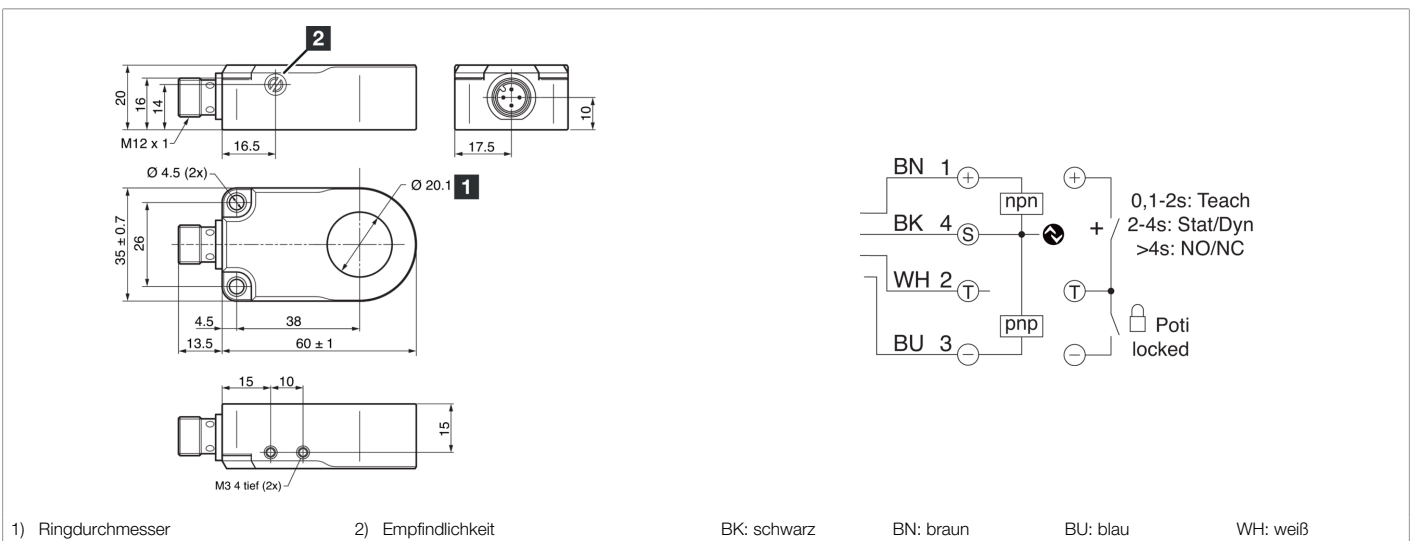 2
20
16
14
M12 x 1
16.5
17.5
10
Ø 4.5 (2x)
Ø 20.1 1
35 ± 0.7
26
4.5
38
13.5
60 ± 1
15
10
15
M3 4 tief (2x)
BN 1
+
npn
BK 4
S
WH 2
T
pnp
BU 3
−
+
+
0,1-2s: Teach
2-4s: Stat/Dyn
>4s: NO/NC
T
Poti
locked
−
1) Ringdurchmesser
2) Empfindlichkeit
BK: schwarz
BN: braun
BU: blau
WH: weiß